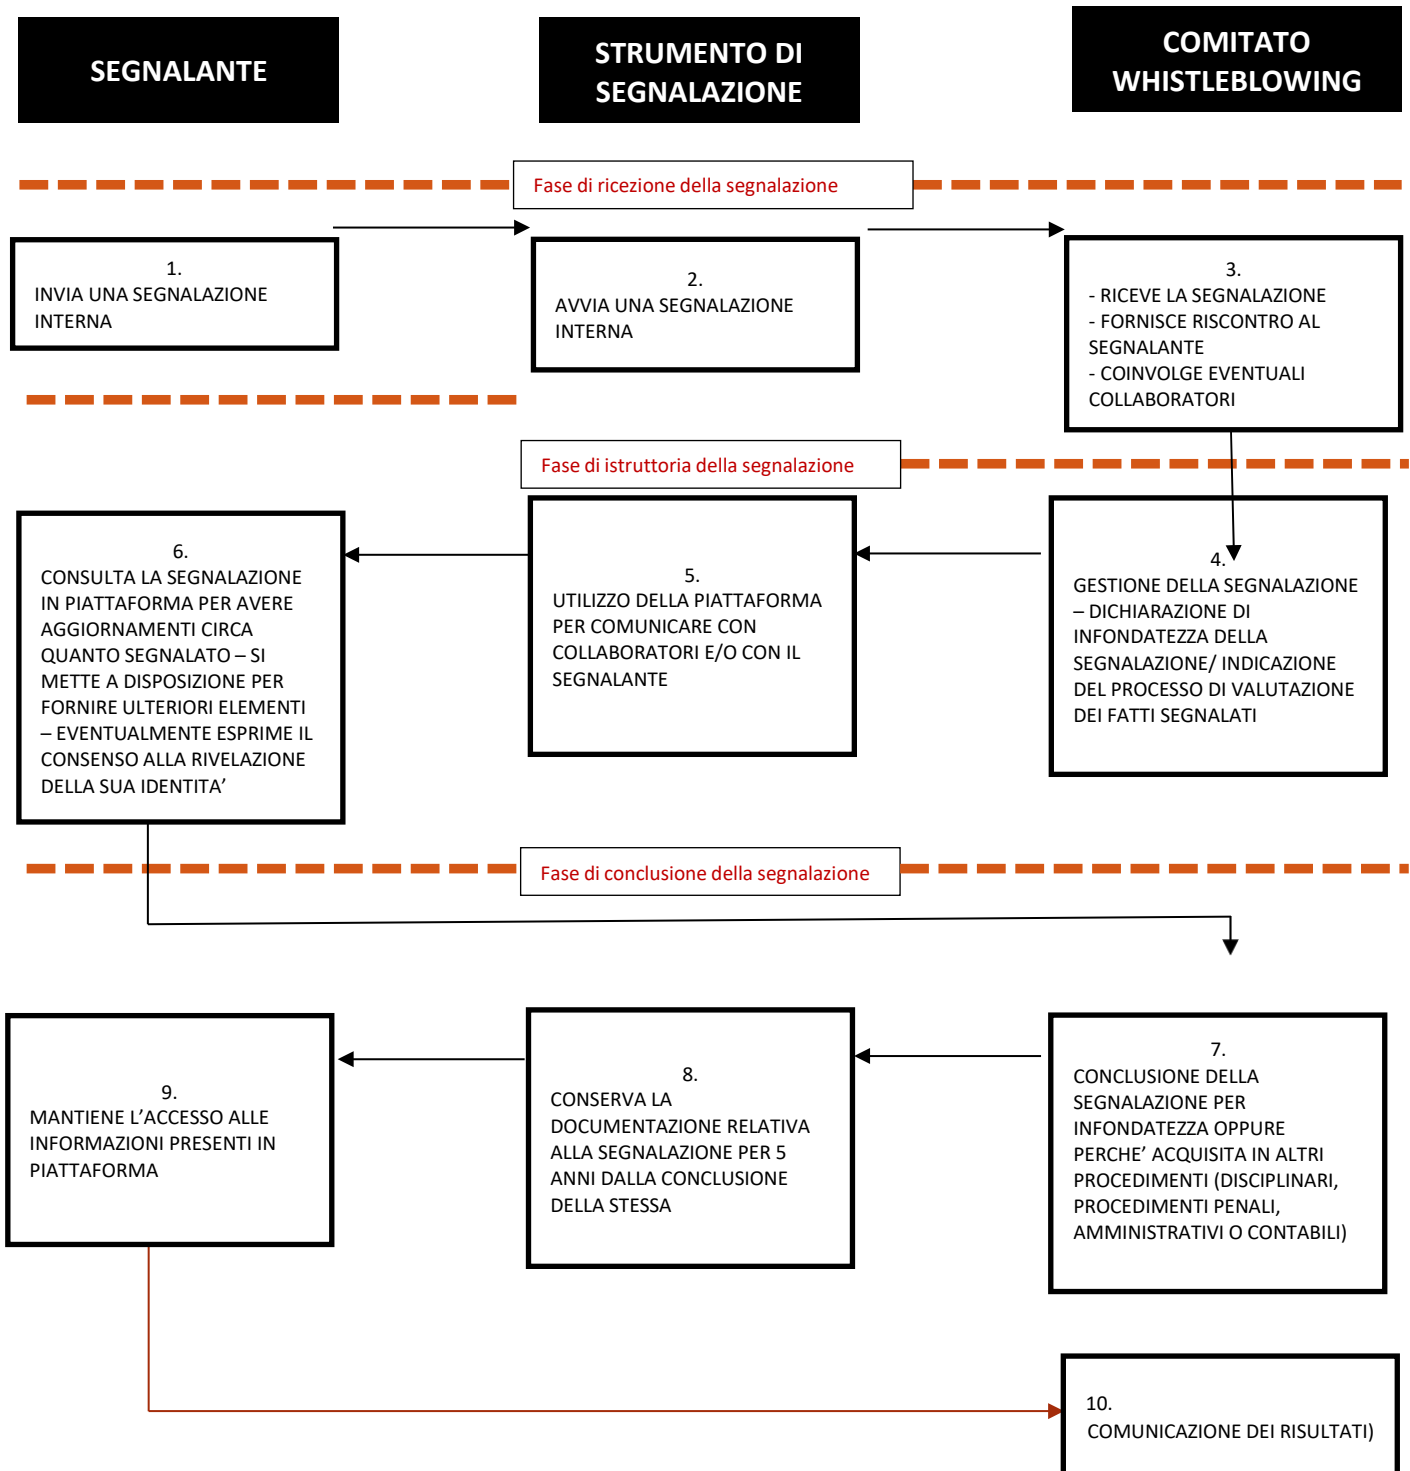 SEGNALANTE
STRUMENTO DI
SEGNALAZIONE
COMITATO
WHISTLEBLOWING
Fase di ricezione della segnalazione
1.
INVIA UNA SEGNALAZIONE
INTERNA
2.
AVVIA UNA SEGNALAZIONE
INTERNA
3.
- RICEVE LA SEGNALAZIONE
- FORNISCE RISCONTRO AL
SEGNALANTE
- COINVOLGE EVENTUALI
COLLABORATORI
Fase di istruttoria della segnalazione
4.
GESTIONE DELLA SEGNALAZIONE
– DICHIARAZIONE DI
INFONDATEZZA DELLA
SEGNALAZIONE/ INDICAZIONE
DEL PROCESSO DI VALUTAZIONE
DEI FATTI SEGNALATI
5.
UTILIZZO DELLA PIATTAFORMA
PER COMUNICARE CON
COLLABORATORI E/O CON IL
SEGNALANTE
6.
CONSULTA LA SEGNALAZIONE
IN PIATTAFORMA PER AVERE
AGGIORNAMENTI CIRCA
QUANTO SEGNALATO – SI
METTE A DISPOSIZIONE PER
FORNIRE ULTERIORI ELEMENTI
– EVENTUALMENTE ESPRIME IL
CONSENSO ALLA RIVELAZIONE
DELLA SUA IDENTITA’
Fase di conclusione della segnalazione
7.
CONCLUSIONE DELLA
SEGNALAZIONE PER
INFONDATEZZA OPPURE
PERCHE’ ACQUISITA IN ALTRI
PROCEDIMENTI (DISCIPLINARI,
PROCEDIMENTI PENALI,
AMMINISTRATIVI O CONTABILI)
8.
CONSERVA LA
DOCUMENTAZIONE RELATIVA
ALLA SEGNALAZIONE PER 5
ANNI DALLA CONCLUSIONE
DELLA STESSA
9.
MANTIENE L’ACCESSO ALLE
INFORMAZIONI PRESENTI IN
PIATTAFORMA
10.
COMUNICAZIONE DEI RISULTATI)